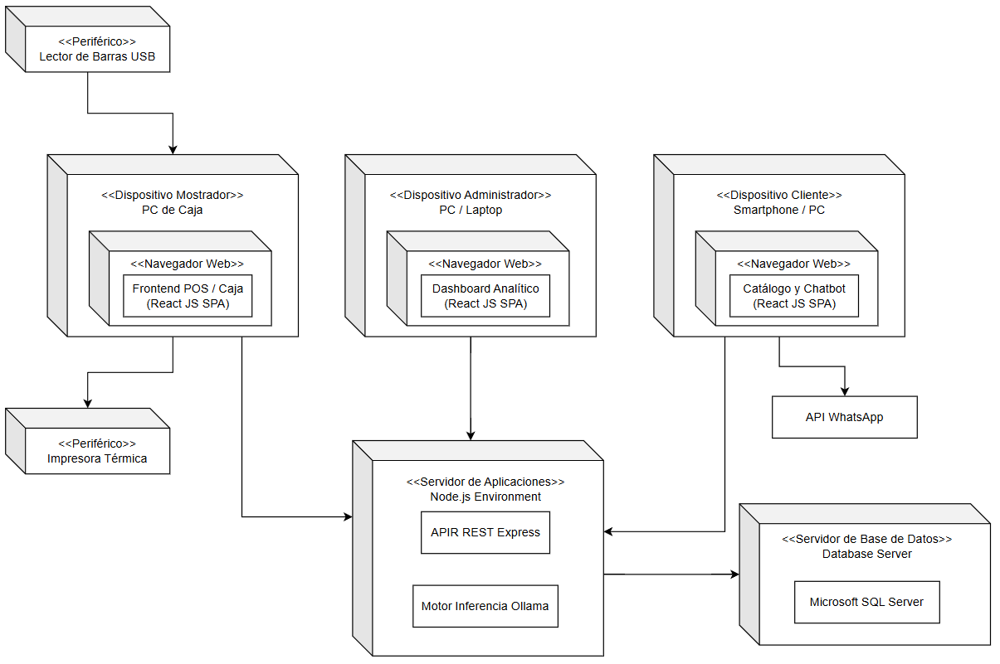 <<Periférico>>
Lector de Barras USB
<<Dispositivo Mostrador>>
PC de Caja
<<Navegador Web>>
Frontend POS / Caja
(React JS SPA)
<<Dispositivo Administrador>>
PC / Laptop
<<Navegador Web>>
Dashboard Analítico
(React JS SPA)
<<Dispositivo Cliente>>
Smartphone / PC
<<Navegador Web>>
Catálogo y Chatbot
(React JS SPA)
<<Periférico>>
Impresora Térmica
API WhatsApp
<<Servidor de Aplicaciones>>
Node.js Environment
APIR REST Express
Motor Inferencia Ollama
<<Servidor de Base de Datos>>
Database Server
Microsoft SQL Server